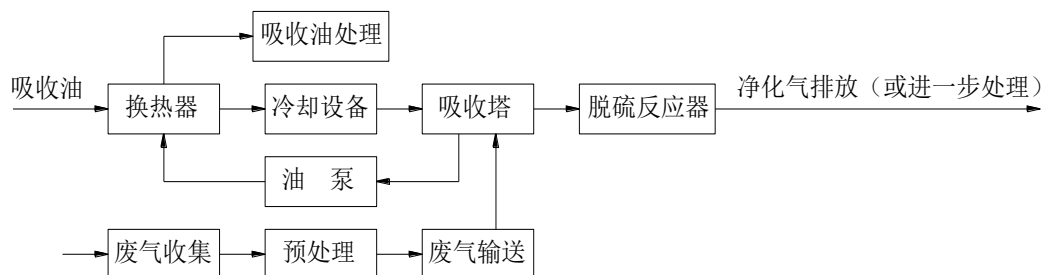 吸收油处理
吸收油
换热器
冷却设备
吸收塔
脱硫反应器
净化气排放（或进一步处理）
油 泵
废气收集
预处理
废气输送